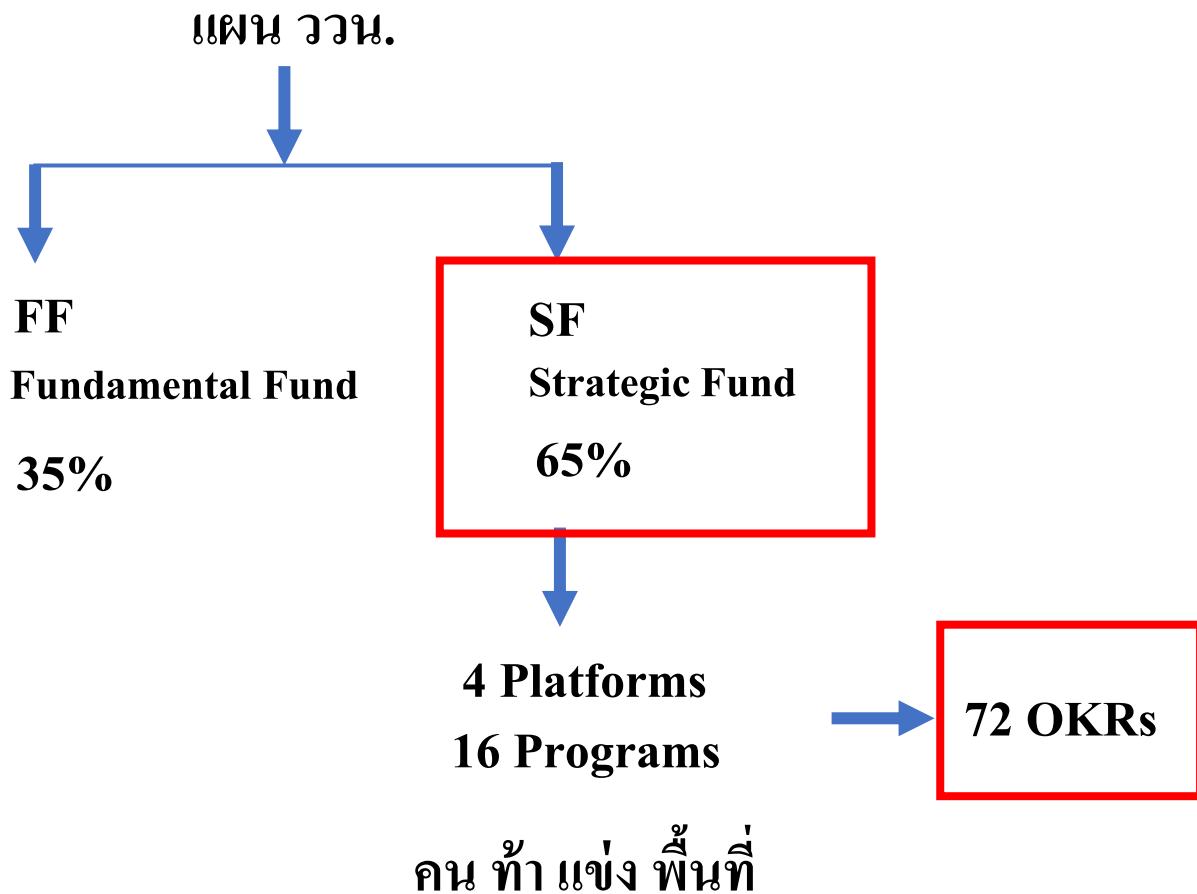 แผน ววน.
FF
Fundamental Fund
35%
SF
Strategic Fund
65%
4 Platforms
16 Programs
72 OKRs
คน ท้า แข่ง พื้นที่